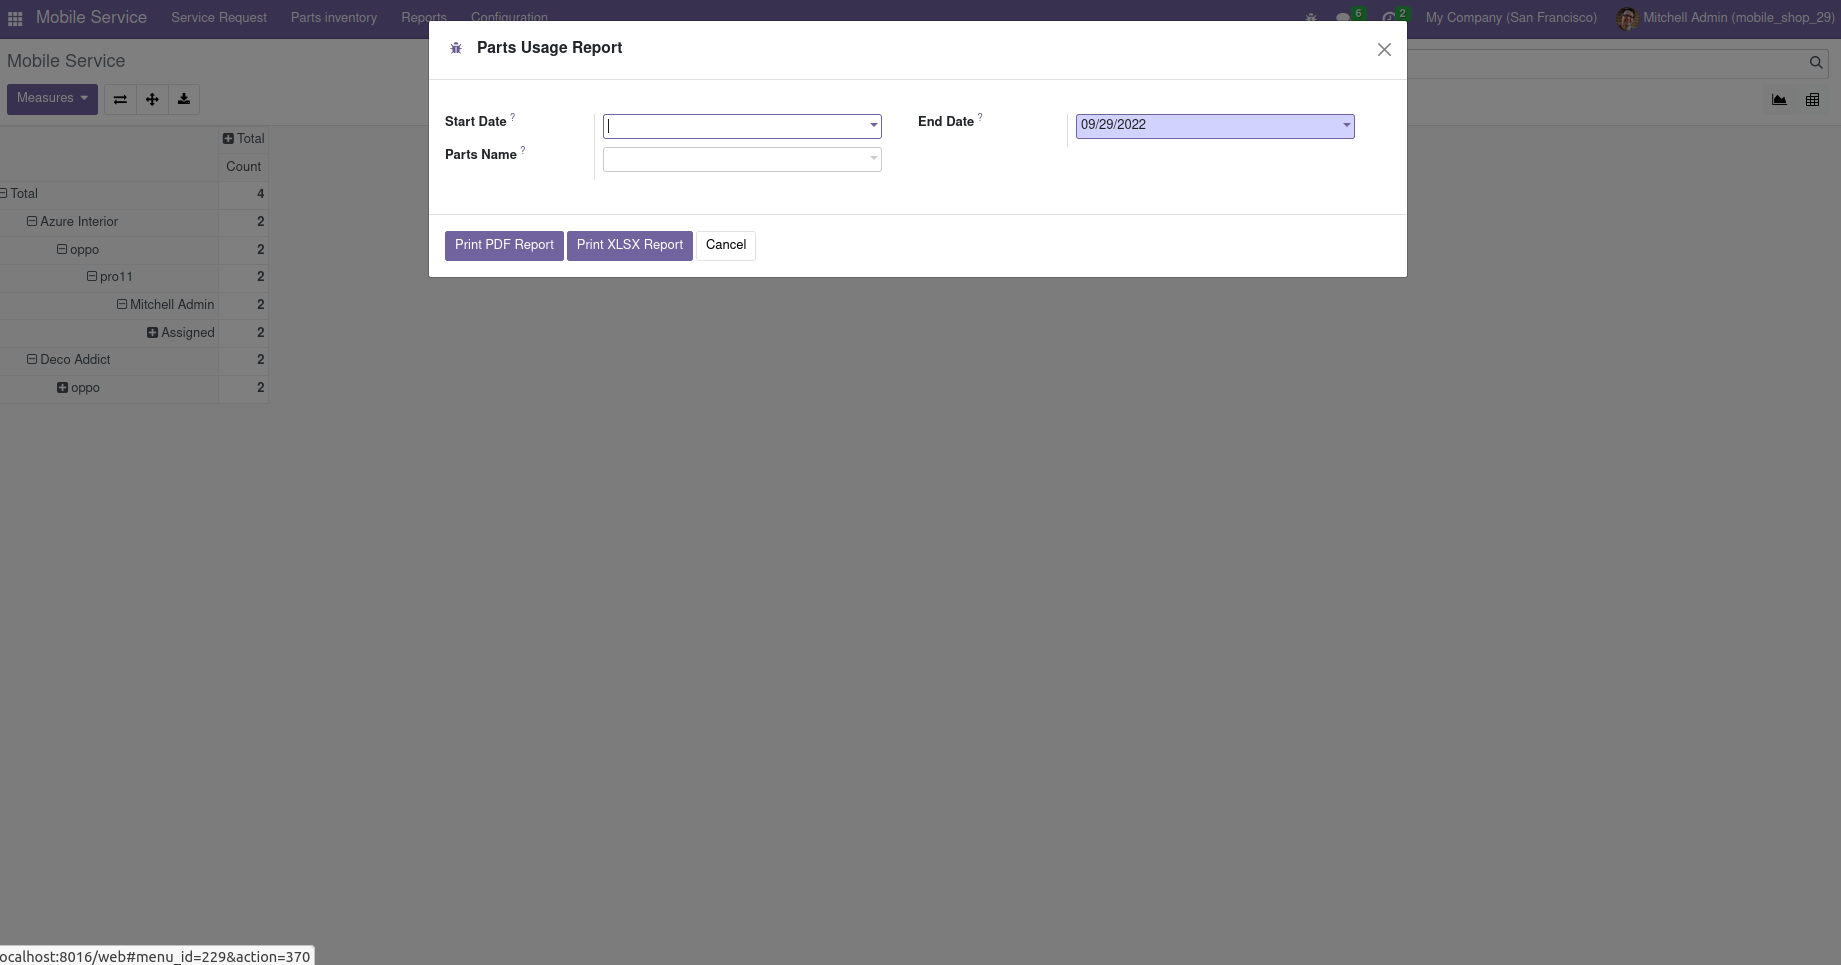 Mobile Service Service Request Parts inventory Reports Configuration 6 2 My Company (San Francisco) Mitchell Admin (mobile_shop_29)
Parts Usage Report
Mobile Service
Measures
Start Date ? End Date ? 09/29/2022
Parts Name ?
Total
Count
Total 4
Azure Interior 2
oppo 2
pro11 2
Mitchell Admin 2
Assigned 2
Deco Addict 2
oppo 2
Print PDF Report Print XLSX Report Cancel
ocalhost:8016/web#menu_id=229&action=370